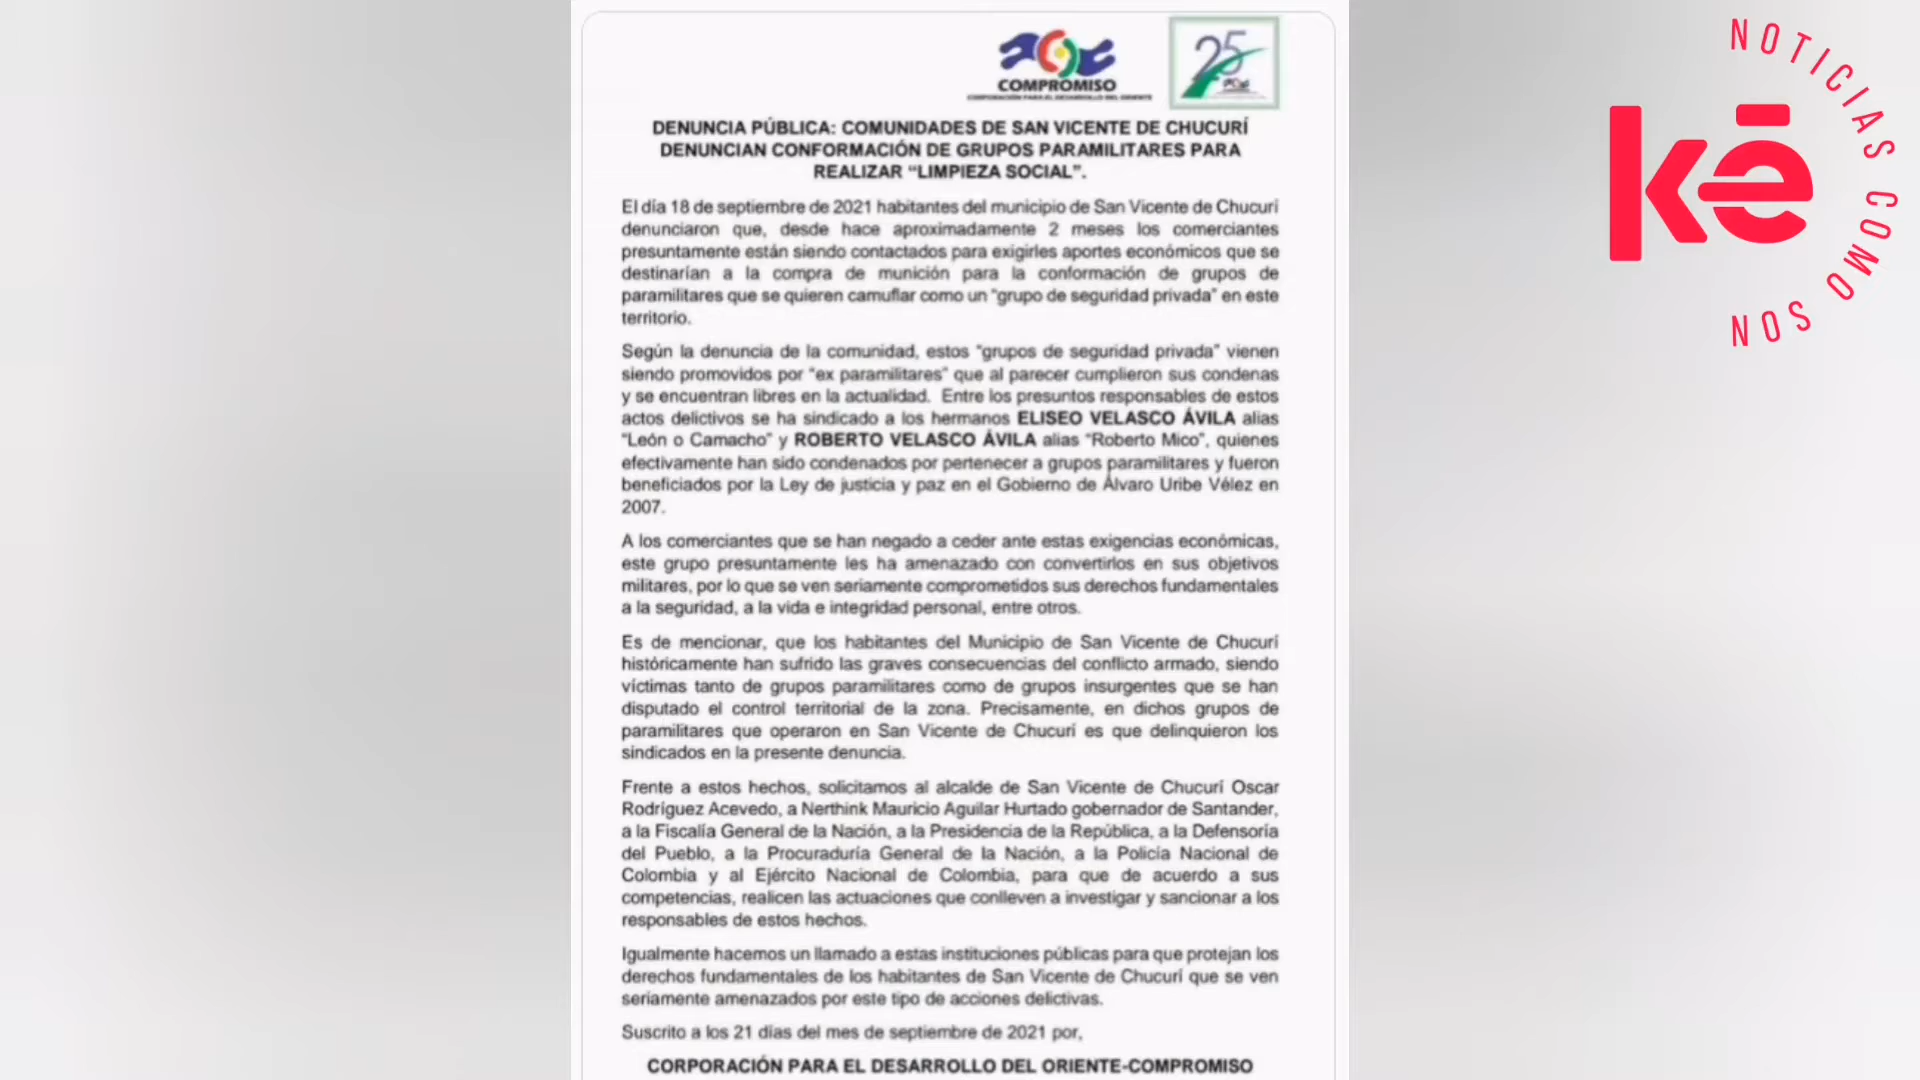 COMPROMISO
CORPORACIÓN PARA EL DESARROLLO DEL ORIENTE
25
DENUNCIA PÚBLICA: COMUNIDADES DE SAN VICENTE DE CHUCURÍ
DENUNCIAN CONFORMACIÓN DE GRUPOS PARAMILITARES PARA
REALIZAR “LIMPIEZA SOCIAL”.
El día 18 de septiembre de 2021 habitantes del municipio de San Vicente de Chucurí
denunciaron que, desde hace aproximadamente 2 meses los comerciantes
presuntamente están siendo contactados para exigirles aportes económicos que se
destinarían a la compra de munición para la conformación de grupos de
paramilitares que se quieren camuflar como un “grupo de seguridad privada” en este
territorio.
Según la denuncia de la comunidad, estos “grupos de seguridad privada” vienen
siendo promovidos por “ex paramilitares” que al parecer cumplieron sus condenas
y se encuentran libres en la actualidad. Entre los presuntos responsables de estos
actos delictivos se ha sindicado a los hermanos ELISEO VELASCO ÁVILA alias
“León o Camacho” y ROBERTO VELASCO ÁVILA alias “Roberto Mico”, quienes
efectivamente han sido condenados por pertenecer a grupos paramilitares y fueron
beneficiados por la Ley de justicia y paz en el Gobierno de Álvaro Uribe Vélez en
2007.
A los comerciantes que se han negado a ceder ante estas exigencias económicas,
este grupo presuntamente les ha amenazado con convertirlos en sus objetivos
militares, por lo que se ven seriamente comprometidos sus derechos fundamentales
a la seguridad, a la vida e integridad personal, entre otros.
Es de mencionar, que los habitantes del Municipio de San Vicente de Chucurí
históricamente han sufrido las graves consecuencias del conflicto armado, siendo
víctimas tanto de grupos paramilitares como de grupos insurgentes que se han
disputado el control territorial de la zona. Precisamente, en dichos grupos de
paramilitares que operaron en San Vicente de Chucurí es que delinquieron los
sindicados en la presente denuncia.
Frente a estos hechos, solicitamos al alcalde de San Vicente de Chucurí Oscar
Rodríguez Acevedo, a Nerthink Mauricio Aguilar Hurtado gobernador de Santander,
a la Fiscalía General de la Nación, a la Presidencia de la República, a la Defensoría
del Pueblo, a la Procuraduría General de la Nación, a la Policía Nacional de
Colombia y al Ejército Nacional de Colombia, para que de acuerdo a sus
competencias, realicen las actuaciones que conlleven a investigar y sancionar a los
responsables de estos hechos.
Igualmente hacemos un llamado a estas instituciones públicas para que protejan los
derechos fundamentales de los habitantes de San Vicente de Chucurí que se ven
seriamente amenazados por este tipo de acciones delictivas.
Suscrito a los 21 días del mes de septiembre de 2021 por,
CORPORACIÓN PARA EL DESARROLLO DEL ORIENTE-COMPROMISO
kē
NOTICIAS COMO SON